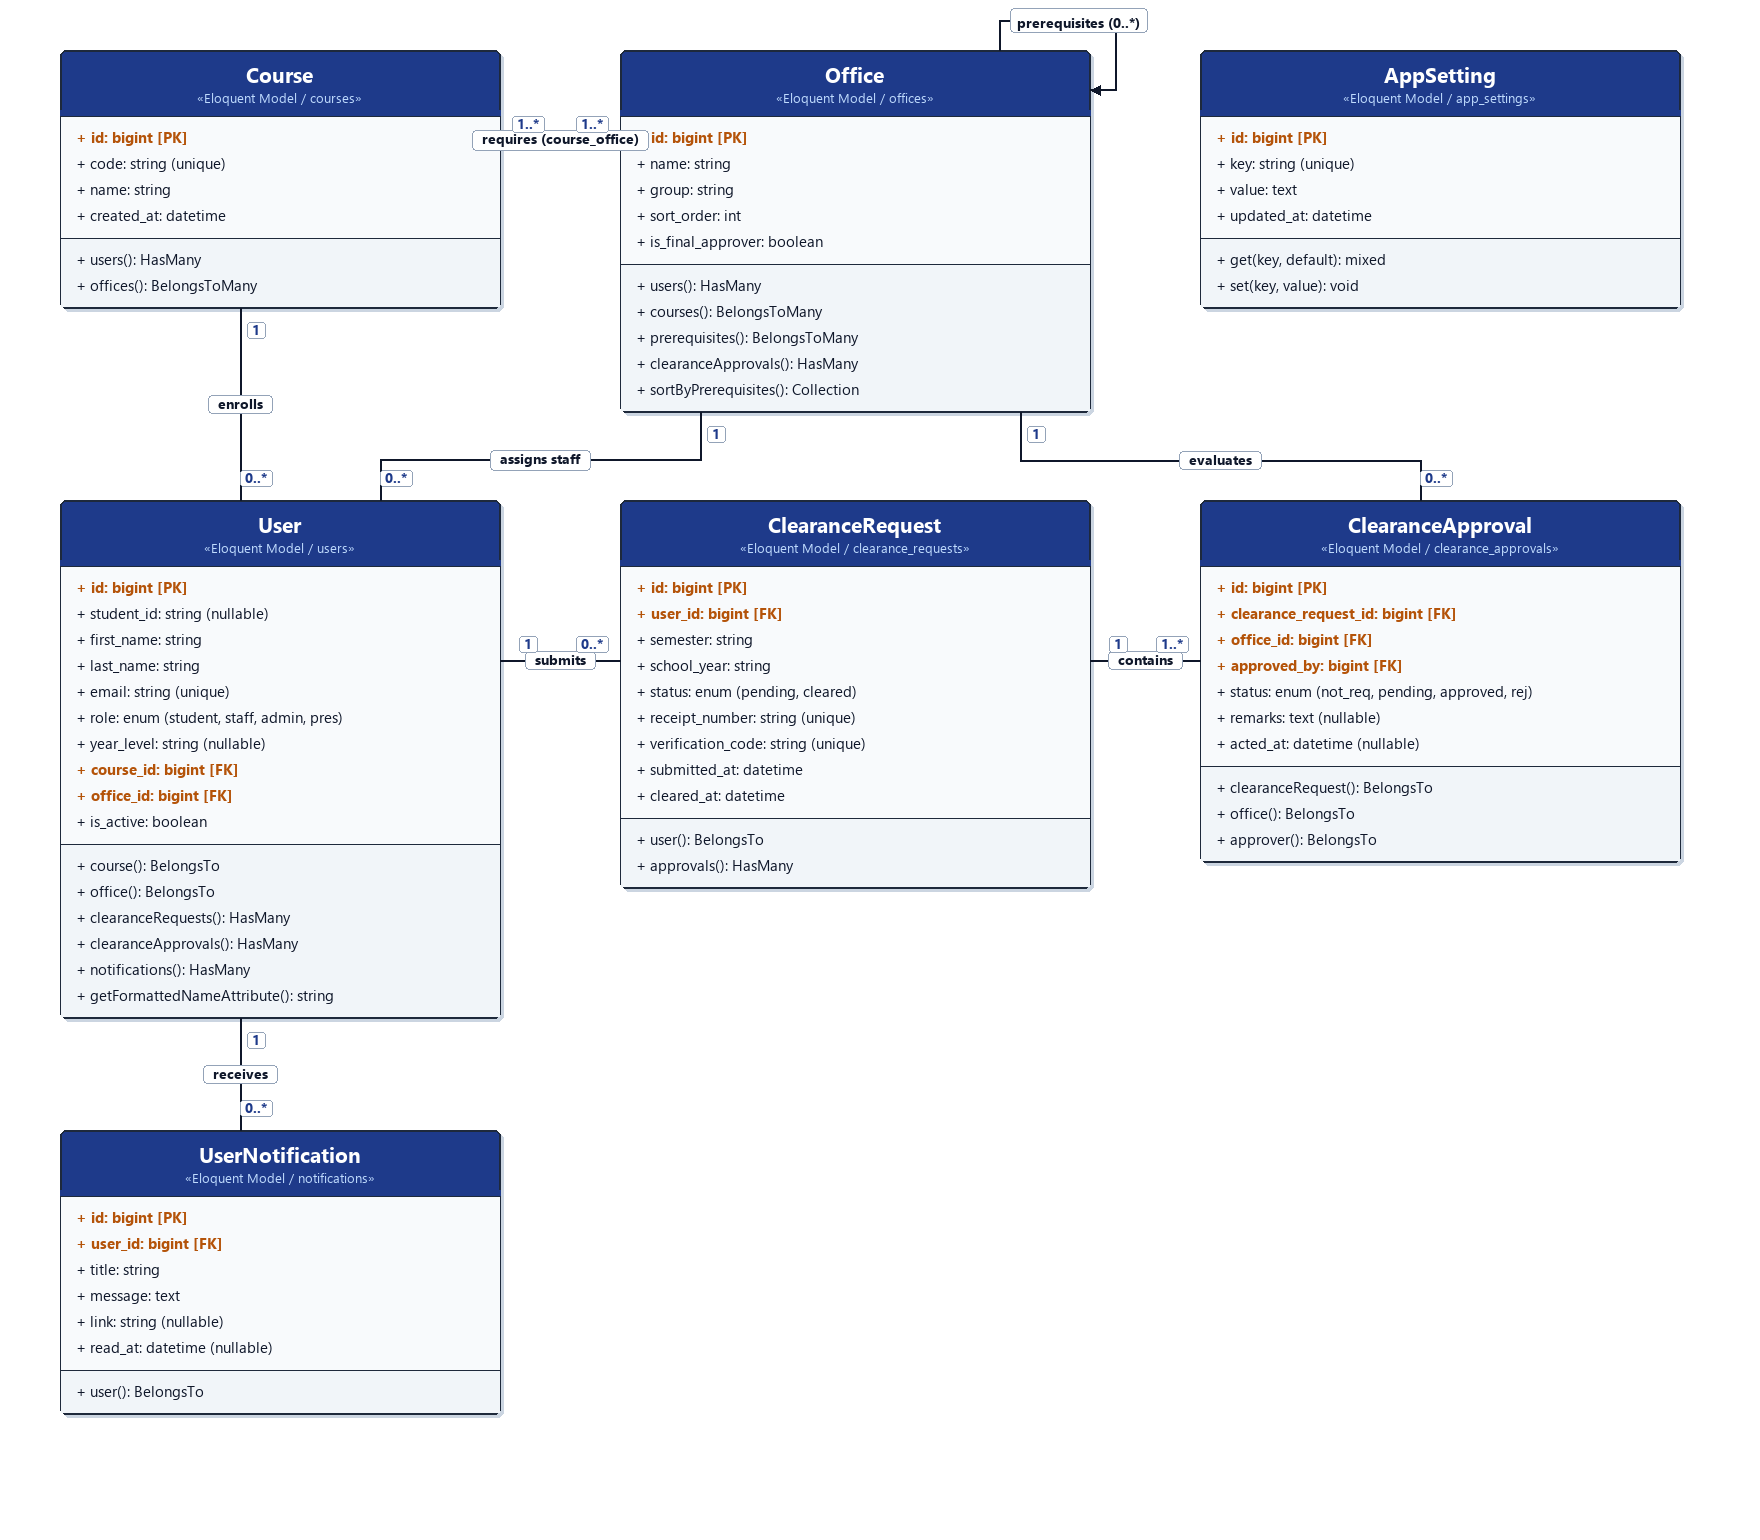 prerequisites (0..*)
Course
«Eloquent Model / courses»
+ id: bigint [PK]
+ code: string (unique)
+ name: string
+ created_at: datetime
+ users(): HasMany
+ offices(): BelongsToMany
1..*
1..*
requires (course_office)
Office
«Eloquent Model / offices»
id: bigint [PK]
+ name: string
+ group: string
+ sort_order: int
+ is_final_approver: boolean
+ users(): HasMany
+ courses(): BelongsToMany
+ prerequisites(): BelongsToMany
+ clearanceApprovals(): HasMany
+ sortByPrerequisites(): Collection
AppSetting
«Eloquent Model / app_settings»
+ id: bigint [PK]
+ key: string (unique)
+ value: text
+ updated_at: datetime
+ get(key, default): mixed
+ set(key, value): void
1
enrolls
0..*
1
assigns staff
0..*
1
evaluates
0..*
User
«Eloquent Model / users»
+ id: bigint [PK]
+ student_id: string (nullable)
+ first_name: string
+ last_name: string
+ email: string (unique)
+ role: enum (student, staff, admin, pres)
+ year_level: string (nullable)
+ course_id: bigint [FK]
+ office_id: bigint [FK]
+ is_active: boolean
+ course(): BelongsTo
+ office(): BelongsTo
+ clearanceRequests(): HasMany
+ clearanceApprovals(): HasMany
+ notifications(): HasMany
+ getFormattedNameAttribute(): string
1
0..*
submits
ClearanceRequest
«Eloquent Model / clearance_requests»
+ id: bigint [PK]
+ user_id: bigint [FK]
+ semester: string
+ school_year: string
+ status: enum (pending, cleared)
+ receipt_number: string (unique)
+ verification_code: string (unique)
+ submitted_at: datetime
+ cleared_at: datetime
+ user(): BelongsTo
+ approvals(): HasMany
1
1..*
contains
ClearanceApproval
«Eloquent Model / clearance_approvals»
+ id: bigint [PK]
+ clearance_request_id: bigint [FK]
+ office_id: bigint [FK]
+ approved_by: bigint [FK]
+ status: enum (not_req, pending, approved, rej)
+ remarks: text (nullable)
+ acted_at: datetime (nullable)
+ clearanceRequest(): BelongsTo
+ office(): BelongsTo
+ approver(): BelongsTo
1
receives
0..*
UserNotification
«Eloquent Model / notifications»
+ id: bigint [PK]
+ user_id: bigint [FK]
+ title: string
+ message: text
+ link: string (nullable)
+ read_at: datetime (nullable)
+ user(): BelongsTo